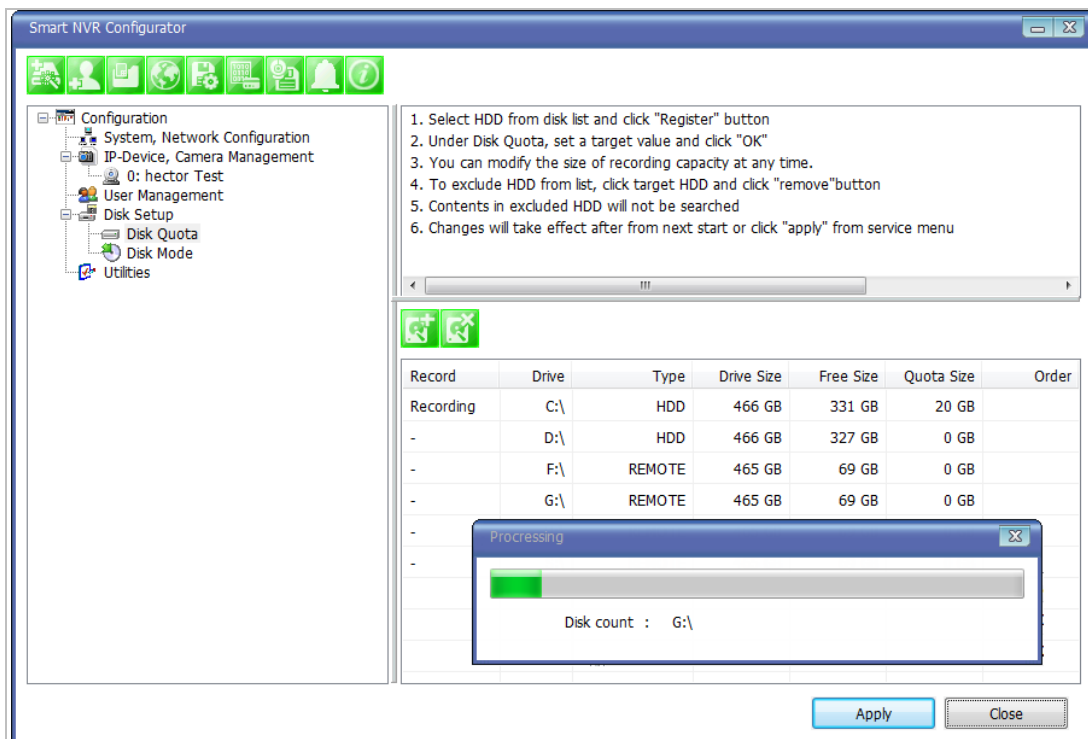 Smart NVR Configurator
Configuration
System, Network Configuration
IP-Device, Camera Management
0: hector Test
User Management
Disk Setup
Disk Quota
Disk Mode
Utilities
1. Select HDD from disk list and click "Register" button
2. Under Disk Quota, set a target value and click "OK"
3. You can modify the size of recording capacity at any time.
4. To exclude HDD from list, click target HDD and click "remove"button
5. Contents in excluded HDD will not be searched
6. Changes will take effect after from next start or click "apply" from service menu
Record Drive Type Drive Size Free Size Quota Size Order
Recording C:\ HDD 466 GB 331 GB 20 GB
- D:\ HDD 466 GB 327 GB 0 GB
- F:\ REMOTE 465 GB 69 GB 0 GB
- G:\ REMOTE 465 GB 69 GB 0 GB
-
-
Procressing
Disk count : G:\
Apply Close